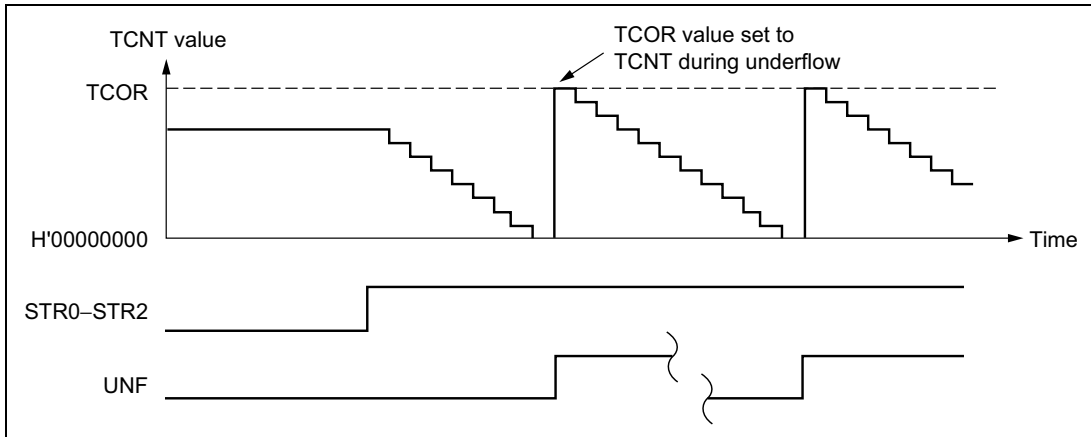 TCNT value
TCOR value set to
TCNT during underflow
TCOR
H'00000000
Time
STR0–STR2
UNF